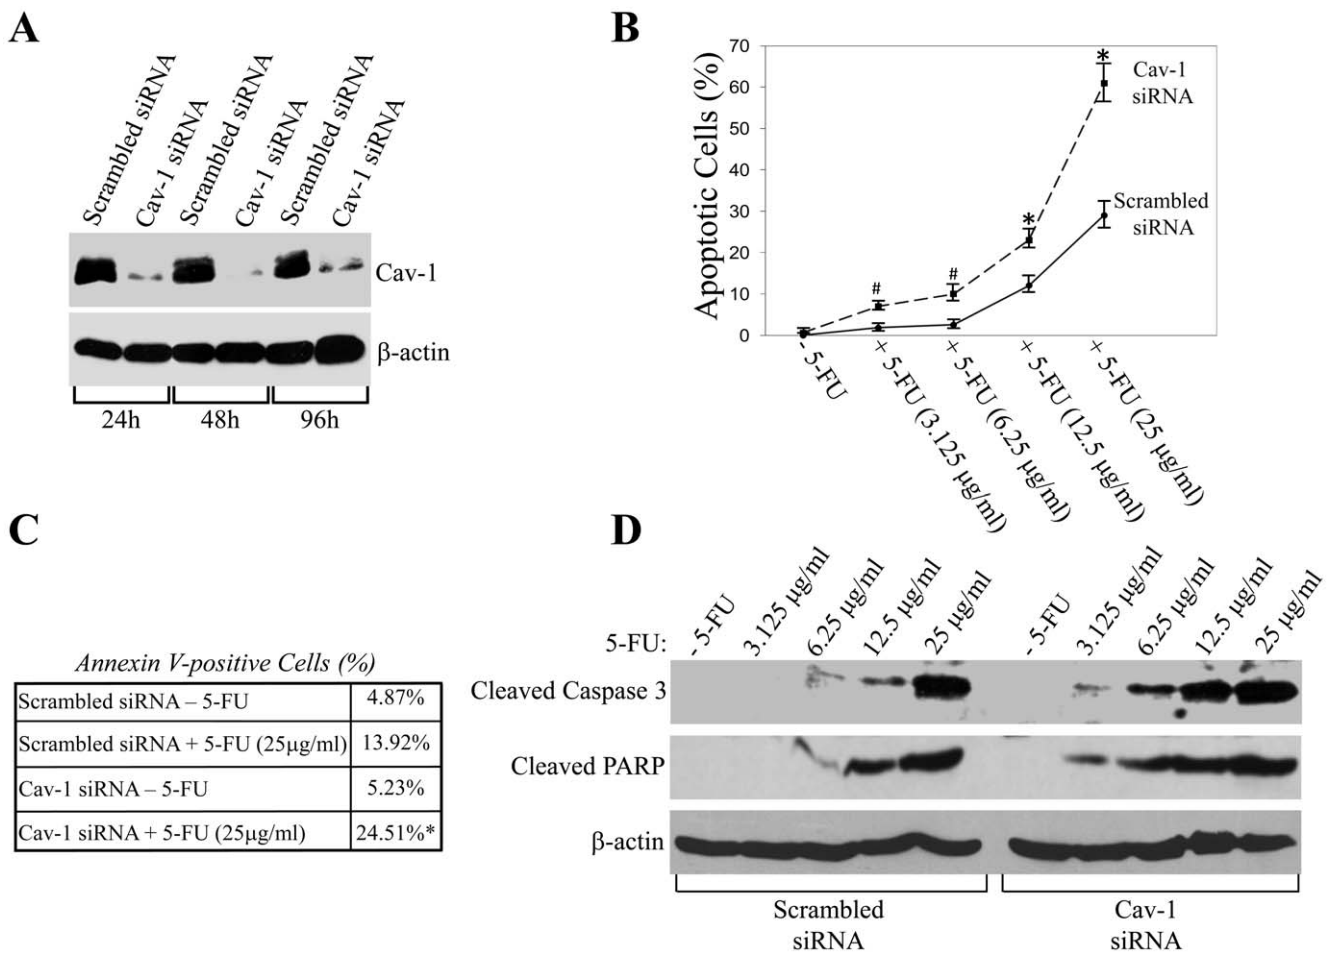 A
Scrambled siRNA
Cav-1 siRNA
Scrambled siRNA
Cav-1 siRNA
Scrambled siRNA
Cav-1 siRNA
Cav-1
β-actin
24h
48h
96h
B
Apoptotic Cells (%)
70
60
50
40
30
20
10
0
*
Cav-1
siRNA
Scrambled
siRNA
*
#
#
- 5-FU
+ 5-FU (3.125 µg/ml)
+ 5-FU (6.25 µg/ml)
+ 5-FU (12.5 µg/ml)
+ 5-FU (25 µg/ml)
C
Annexin V-positive Cells (%)
Scrambled siRNA – 5-FU 4.87%
Scrambled siRNA + 5-FU (25µg/ml) 13.92%
Cav-1 siRNA – 5-FU 5.23%
Cav-1 siRNA + 5-FU (25µg/ml) 24.51%*
D
5-FU:
- 5-FU
3.125 µg/ml
6.25 µg/ml
12.5 µg/ml
25 µg/ml
- 5-FU
3.125 µg/ml
6.25 µg/ml
12.5 µg/ml
25 µg/ml
Cleaved Caspase 3
Cleaved PARP
β-actin
Scrambled
siRNA
Cav-1
siRNA